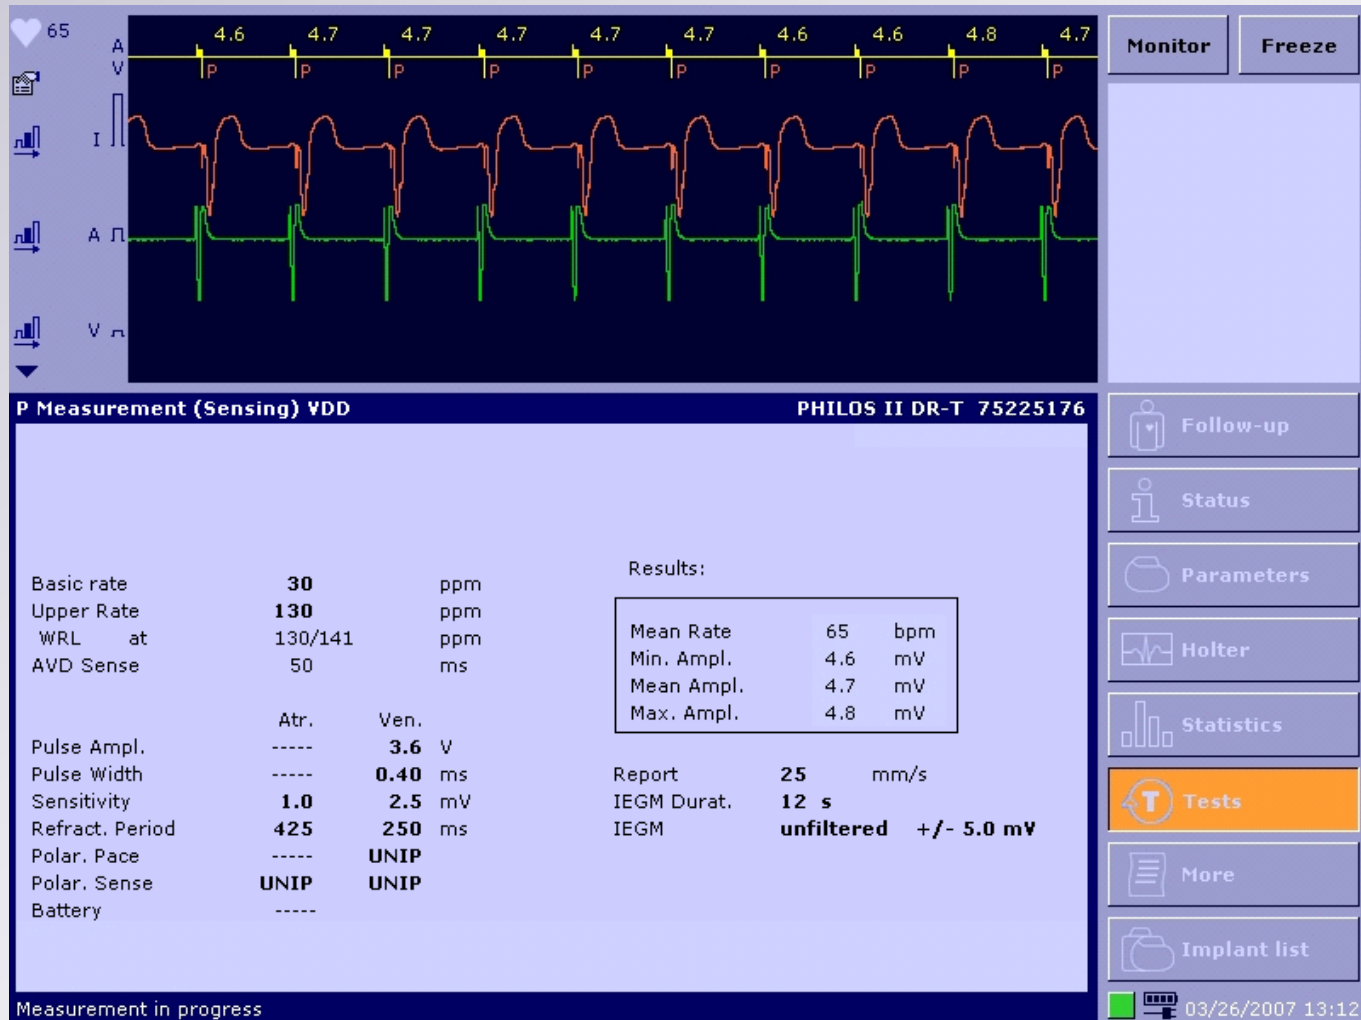 65
A 4.6 4.7 4.7 4.7 4.7 4.7 4.6 4.6 4.8 4.7
V P P P P P P P P P P
I
A
V
Monitor Freeze
P Measurement (Sensing) VDD PHILOS II DR-T 75225176
Basic rate 30 ppm
Upper Rate 130 ppm
WRL at 130/141 ppm
AVD Sense 50 ms
Atr. Ven.
Pulse Ampl. ----- 3.6 V
Pulse Width ----- 0.40 ms
Sensitivity 1.0 2.5 mV
Refract. Period 425 250 ms
Polar. Pace ----- UNIP
Polar. Sense UNIP UNIP
Battery -----
Results:
Mean Rate 65 bpm
Min. Ampl. 4.6 mV
Mean Ampl. 4.7 mV
Max. Ampl. 4.8 mV
Report 25 mm/s
IEGM Durat. 12 s
IEGM unfiltered +/- 5.0 mV
Follow-up
Status
Parameters
Holter
Statistics
T Tests
More
Implant list
Measurement in progress
03/26/2007 13:12